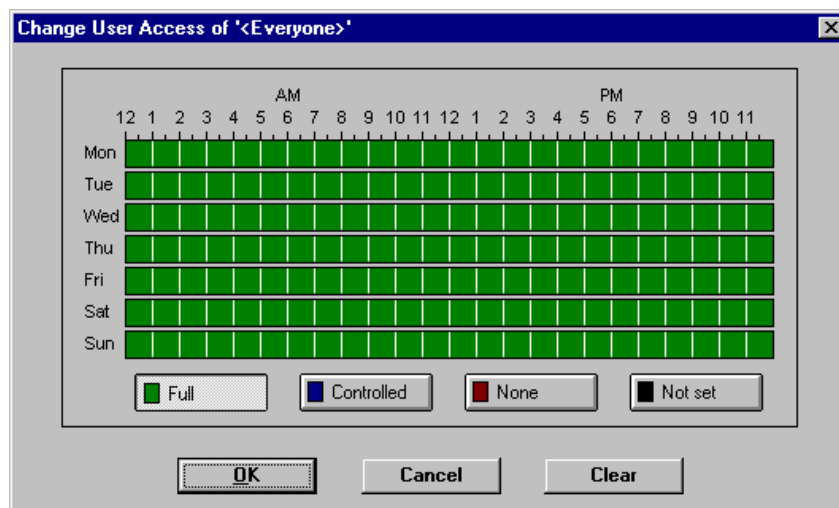 Change User Access of '<Everyone>'
AM PM
12 1 2 3 4 5 6 7 8 9 10 11 12 1 2 3 4 5 6 7 8 9 10 11
Mon
Tue
Wed
Thu
Fri
Sat
Sun
Full Controlled None Not set
OK Cancel Clear